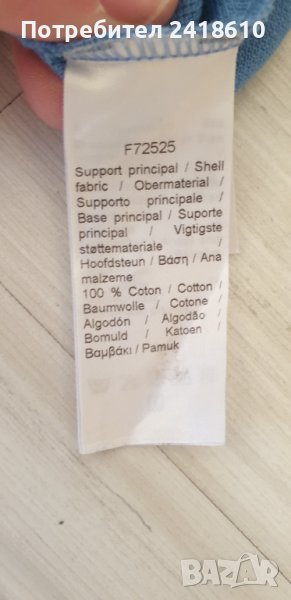 Потребител 2418610
F72525
Support principal / Shell
fabric / Obermaterial /
Supporto principale /
Base principal / Suporte
principal / Vigtigste
støttemateriale /
Hoofdsteun / Βάση / Ana
malzeme
100 % Coton / Cotton /
Baumwolle / Cotone /
Algodón / Algodão /
Bomuld / Katoen /
Βαμβάκι / Pamuk
BAZAR